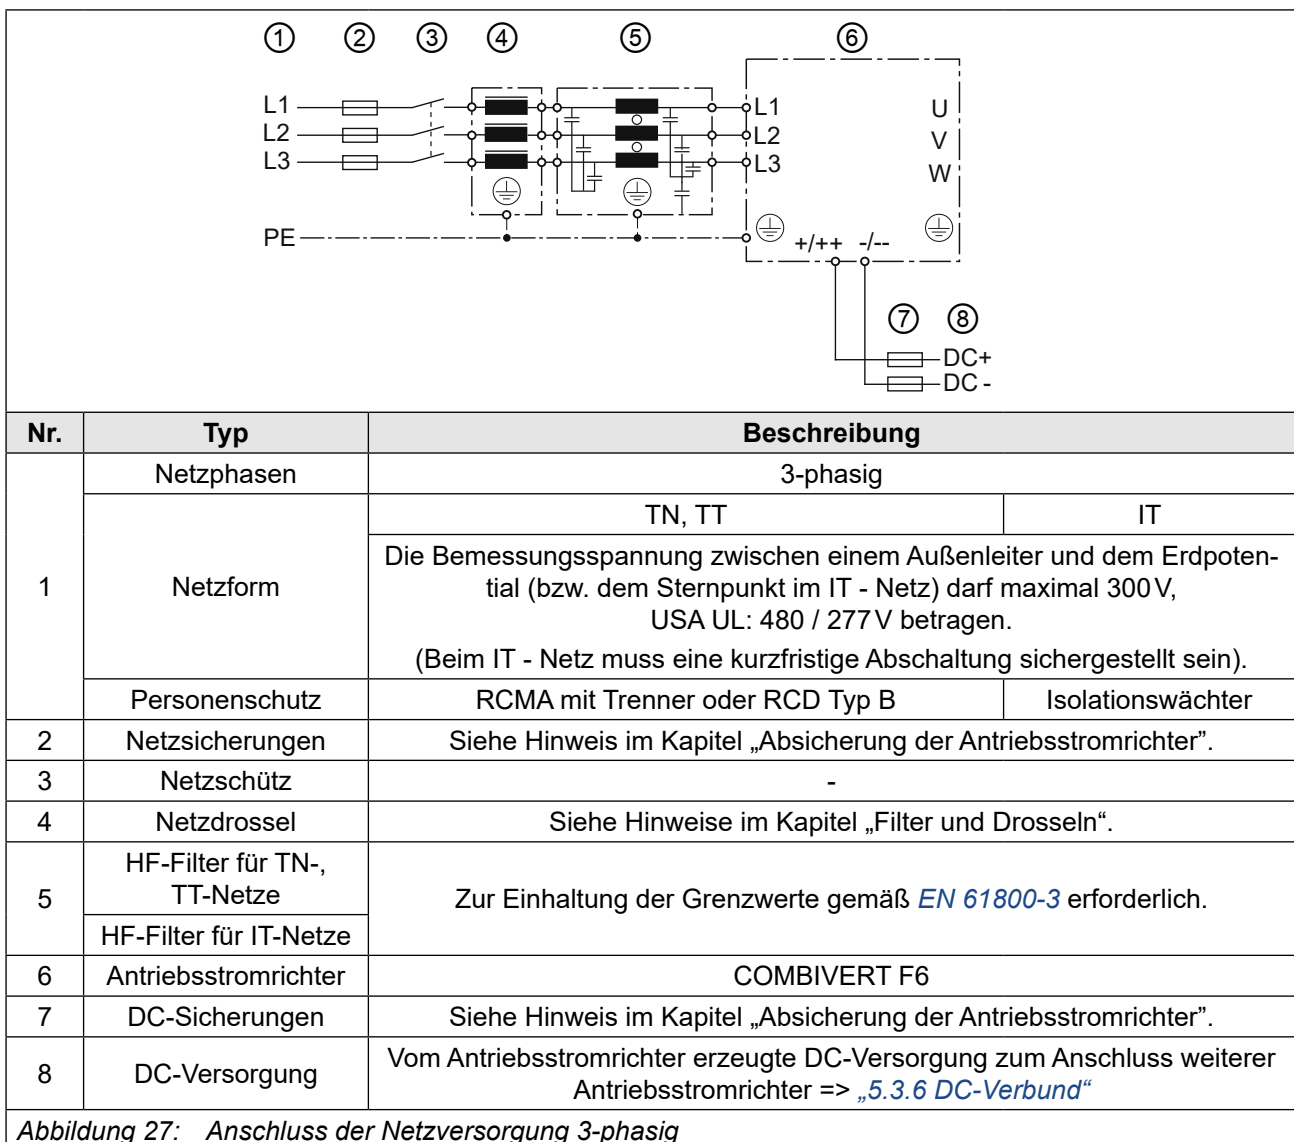 ① ② ③ ④ ⑤ ⑥
L1 L1 U
L2 L2 V
L3 L3 W
PE +/++ -/--
⑦ ⑧
DC+
DC -
Nr. Typ Beschreibung
1 Netzphasen 3-phasig
Netzform TN, TT IT
Die Bemessungsspannung zwischen einem Außenleiter und dem Erdpoten-
tial (bzw. dem Sternpunkt im IT - Netz) darf maximal 300 V,
USA UL: 480 / 277 V betragen.
(Beim IT - Netz muss eine kurzfristige Abschaltung sichergestellt sein).
Personenschutz RCMA mit Trenner oder RCD Typ B Isolationswächter
2 Netzsicherungen Siehe Hinweis im Kapitel „Absicherung der Antriebsstromrichter”.
3 Netzschütz -
4 Netzdrossel Siehe Hinweise im Kapitel „Filter und Drosseln“.
5 HF-Filter für TN-,
TT-Netze
Zur Einhaltung der Grenzwerte gemäß EN 61800-3 erforderlich.
HF-Filter für IT-Netze
6 Antriebsstromrichter COMBIVERT F6
7 DC-Sicherungen Siehe Hinweis im Kapitel „Absicherung der Antriebsstromrichter”.
8 DC-Versorgung Vom Antriebsstromrichter erzeugte DC-Versorgung zum Anschluss weiterer
Antriebsstromrichter => „5.3.6 DC-Verbund“
Abbildung 27: Anschluss der Netzversorgung 3-phasig